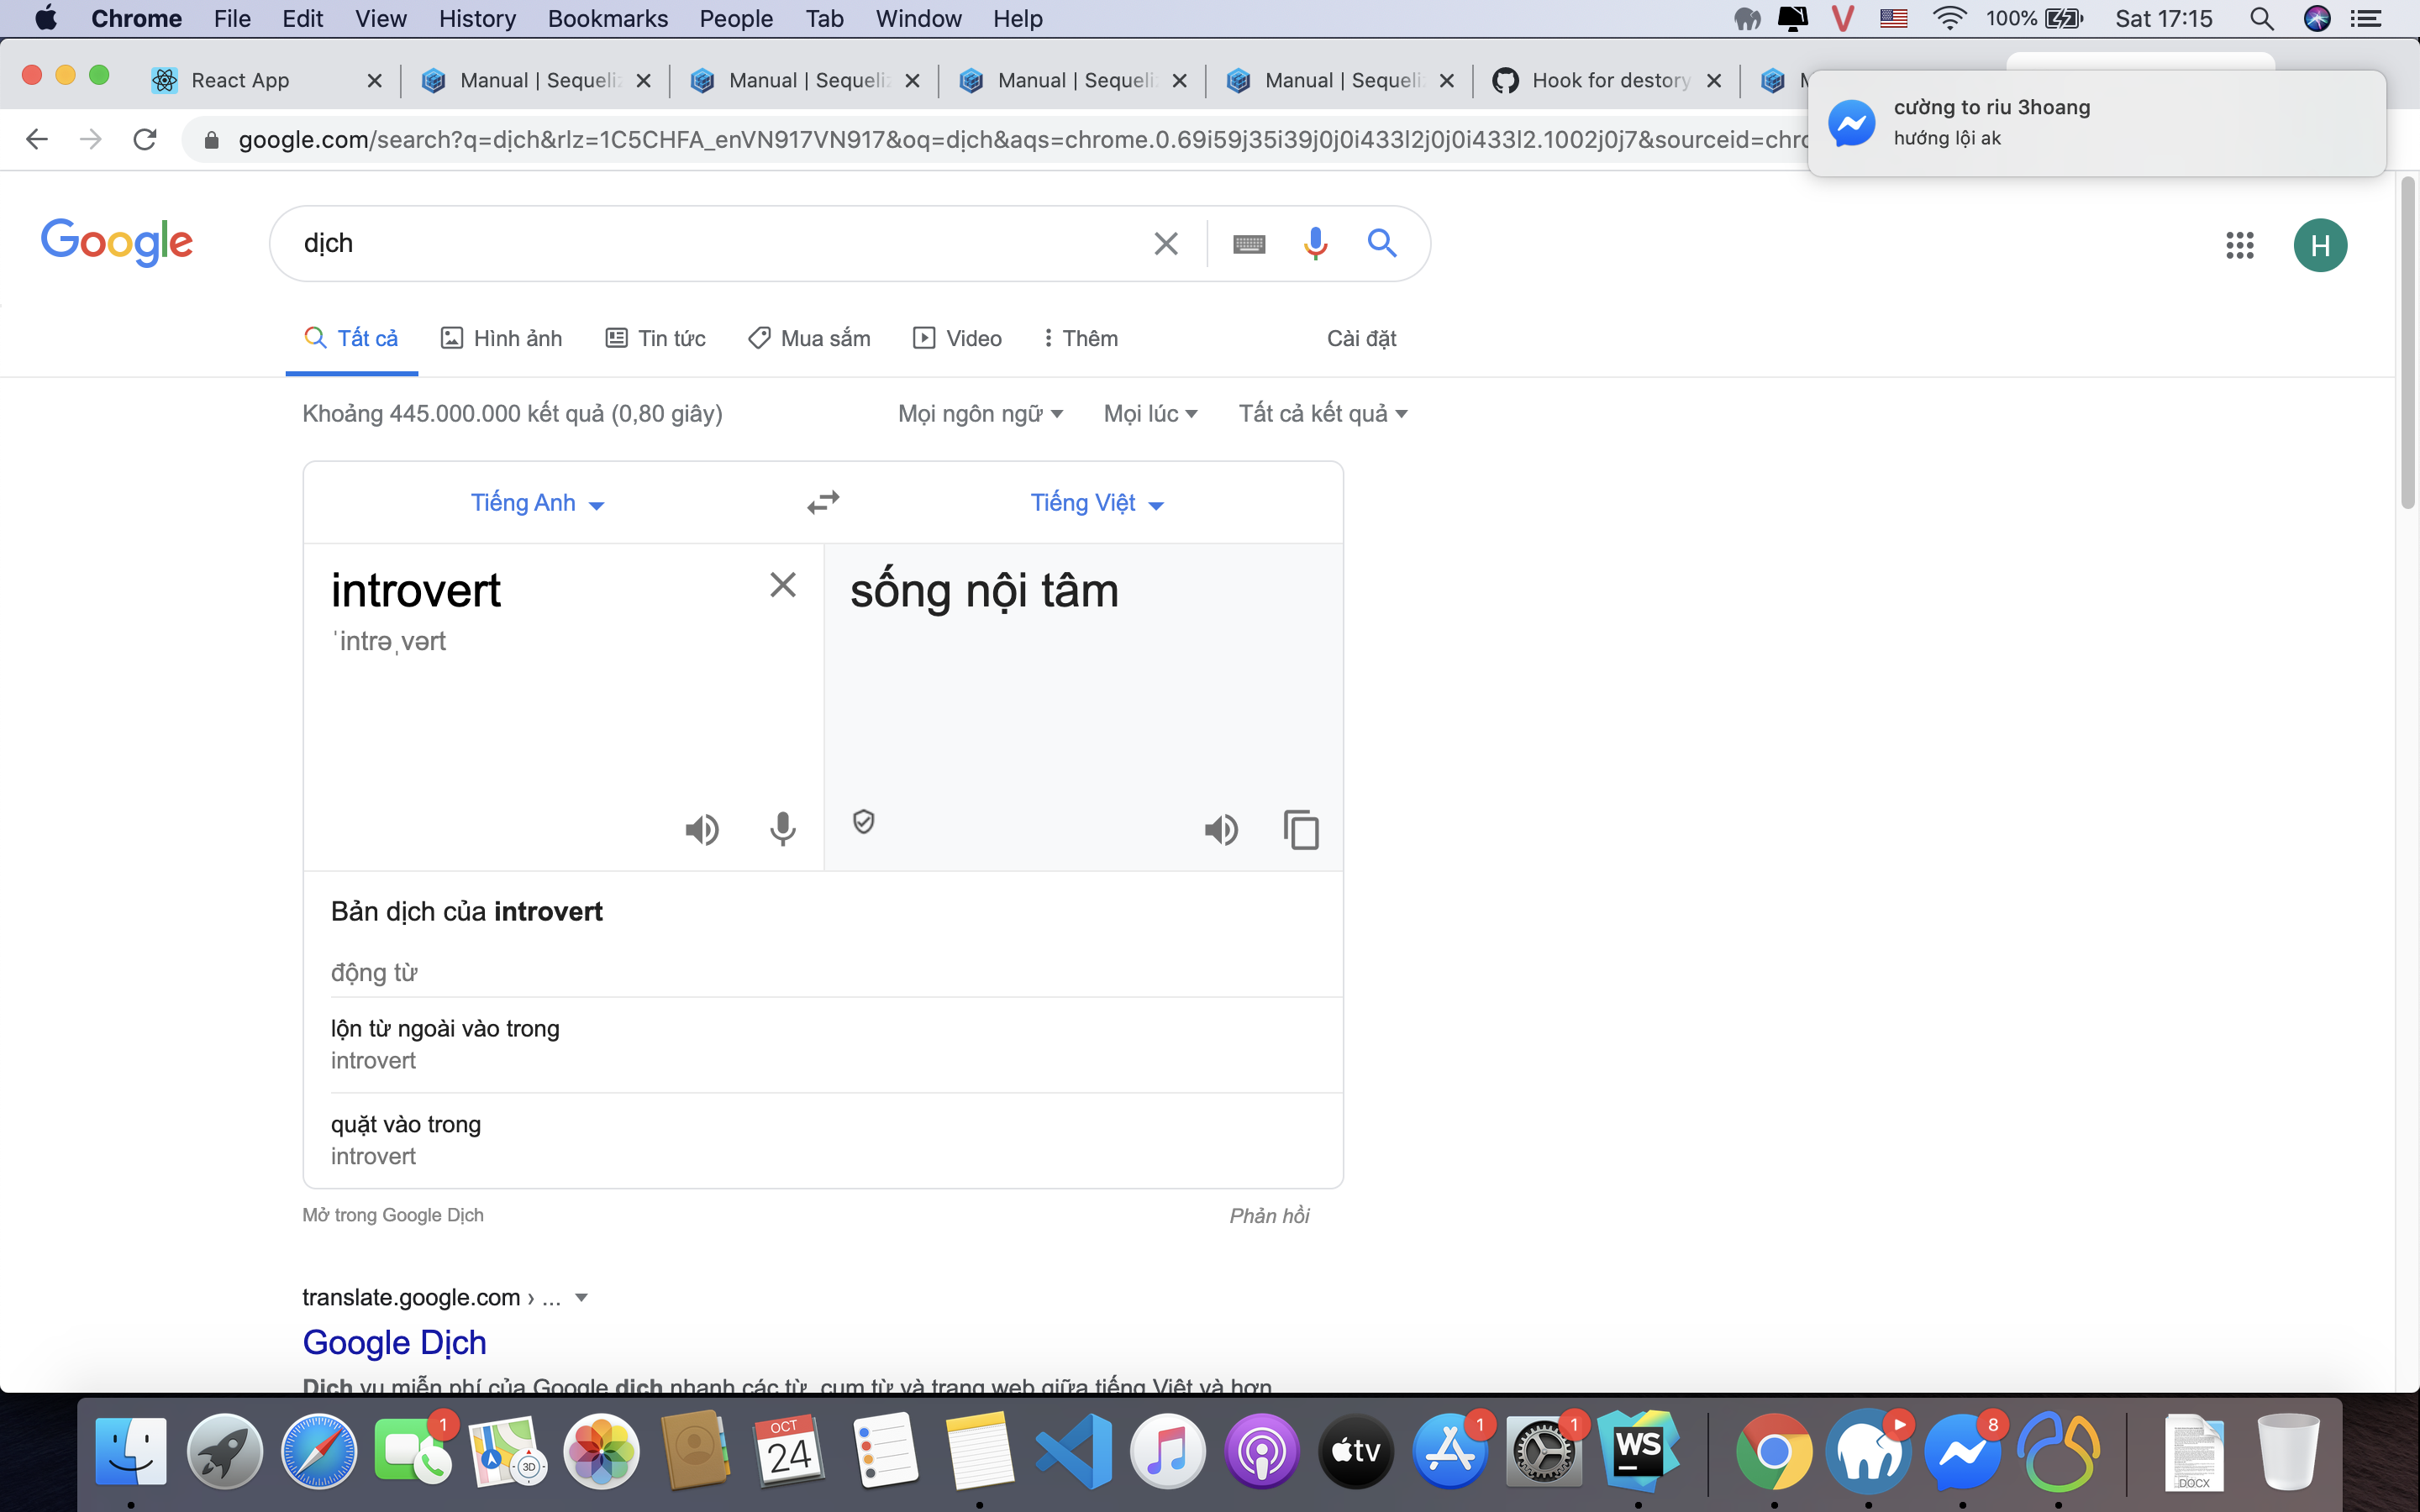 Chrome File Edit View History Bookmarks People Tab Window Help 100% Sat 17:15
React App Manual | Sequeli Manual | Sequeli Manual | Sequeli Manual | Sequeli Hook for destory
cường to riu 3hoang
hướng lội ak
google.com/search?q=dịch&rlz=1C5CHFA_enVN917VN917&oq=dịch&aqs=chrome.0.69i59j35i39j0j0i433l2j0j0i433l2.1002j0j7&sourceid=chro
Google dịch H
Tất cả Hình ảnh Tin tức Mua sắm Video Thêm Cài đặt
Khoảng 445.000.000 kết quả (0,80 giây) Mọi ngôn ngữ Mọi lúc Tất cả kết quả
Tiếng Anh Tiếng Việt
introvert sống nội tâm
ˈintrəˌvərt
Bản dịch của introvert
động từ
lộn từ ngoài vào trong
introvert
quặt vào trong
introvert
Mở trong Google Dịch Phản hồi
translate.google.com › ...
Google Dịch
Dịch vụ miễn phí của Google dịch nhanh các từ, cụm từ và trang web giữa tiếng Việt và hơn
1 3D OCT 24 tv 1 1 WS 8 DOCX